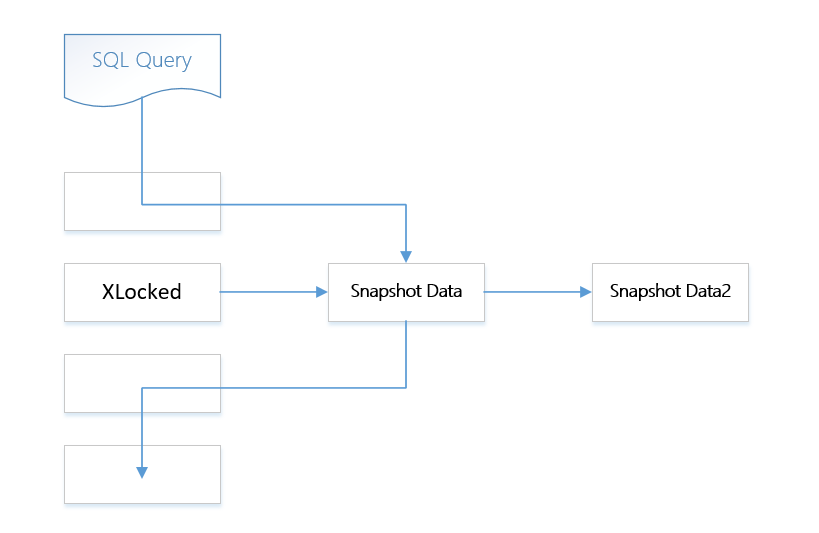 SQL Query
XLocked
Snapshot Data
Snapshot Data2